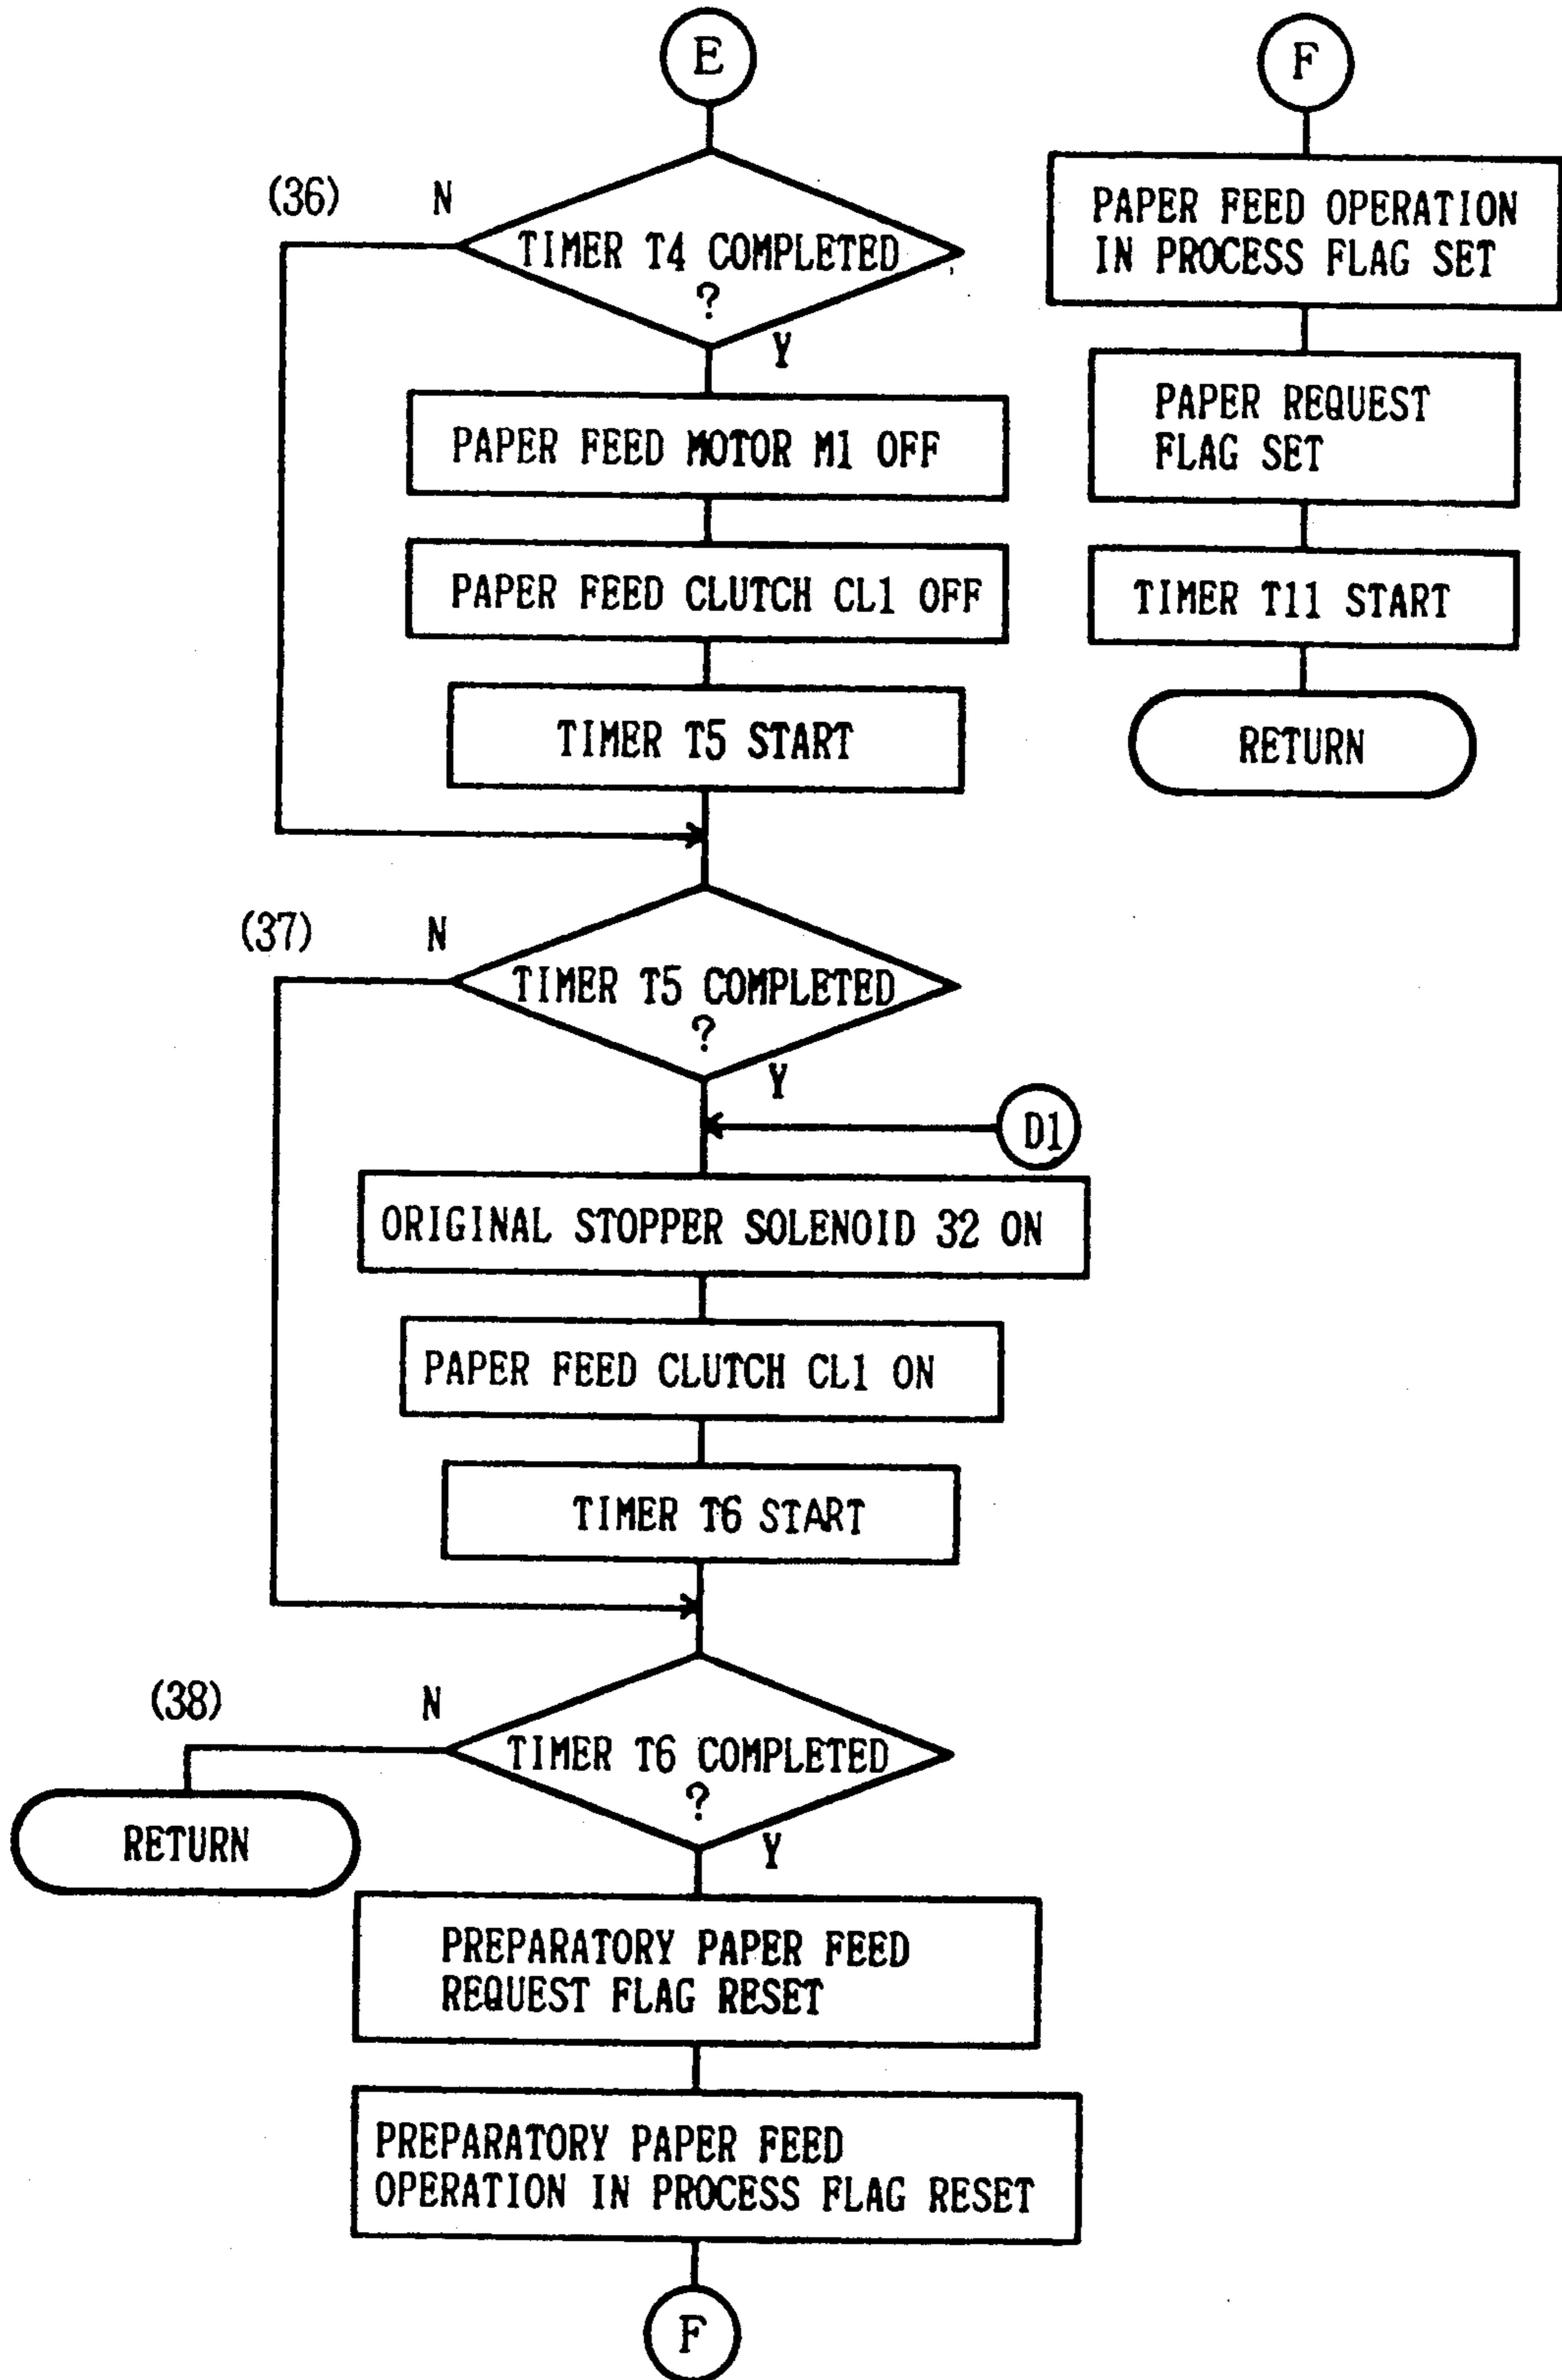 E
(36)
N
TIMER T4 COMPLETED
?
Y
PAPER FEED MOTOR M1 OFF
PAPER FEED CLUTCH CL1 OFF
TIMER T5 START
(37)
N
TIMER T5 COMPLETED
?
Y
D1
ORIGINAL STOPPER SOLENOID 32 ON
PAPER FEED CLUTCH CL1 ON
TIMER T6 START
(38)
N
TIMER T6 COMPLETED
?
Y
RETURN
PREPARATORY PAPER FEED
REQUEST FLAG RESET
PREPARATORY PAPER FEED
OPERATION IN PROCESS FLAG RESET
F
F
PAPER FEED OPERATION
IN PROCESS FLAG SET
PAPER REQUEST
FLAG SET
TIMER T11 START
RETURN